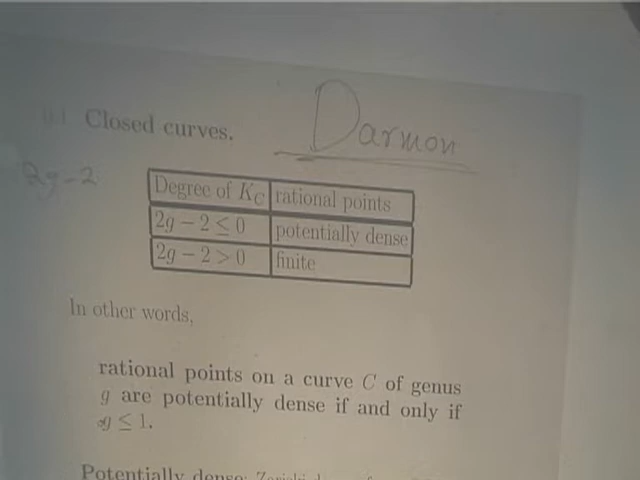 Closed curves.
Darmon
2g-2
Degree of K_C rational points
2g − 2 ≤ 0 potentially dense
2g − 2 > 0 finite
In other words,
rational points on a curve C of genus
g are potentially dense if and only if
g ≤ 1.
Potentially dense: